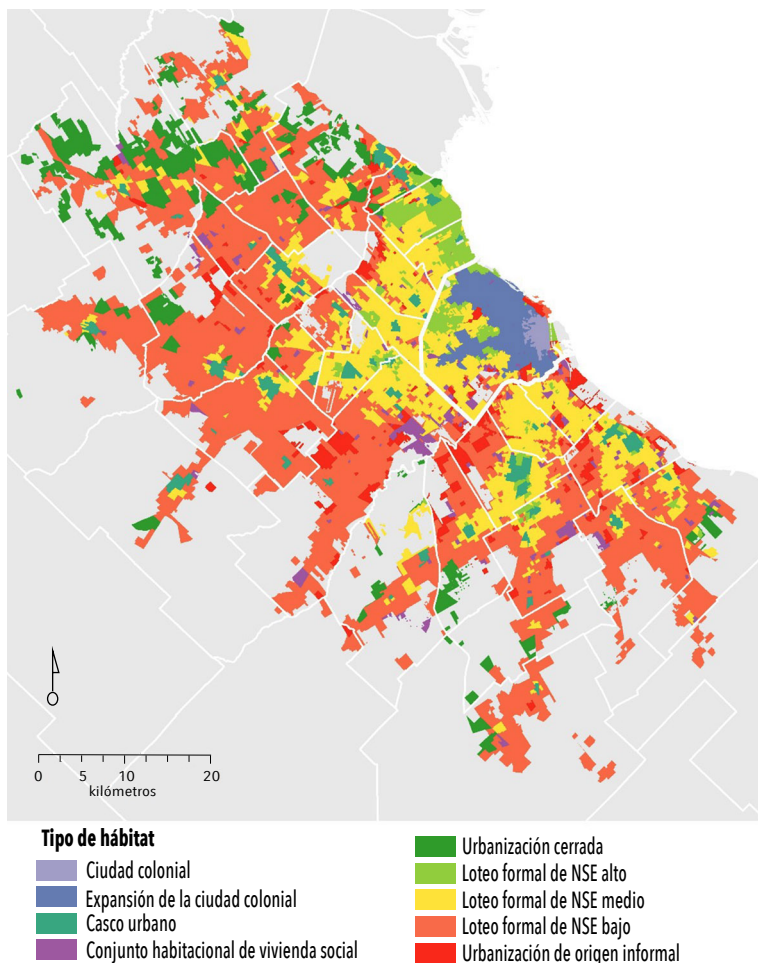 0 5 10 20
kilómetros
Tipo de hábitat
Ciudad colonial
Expansión de la ciudad colonial
Casco urbano
Conjunto habitacional de vivienda social
Urbanización cerrada
Loteo formal de NSE alto
Loteo formal de NSE medio
Loteo formal de NSE bajo
Urbanización de origen informal